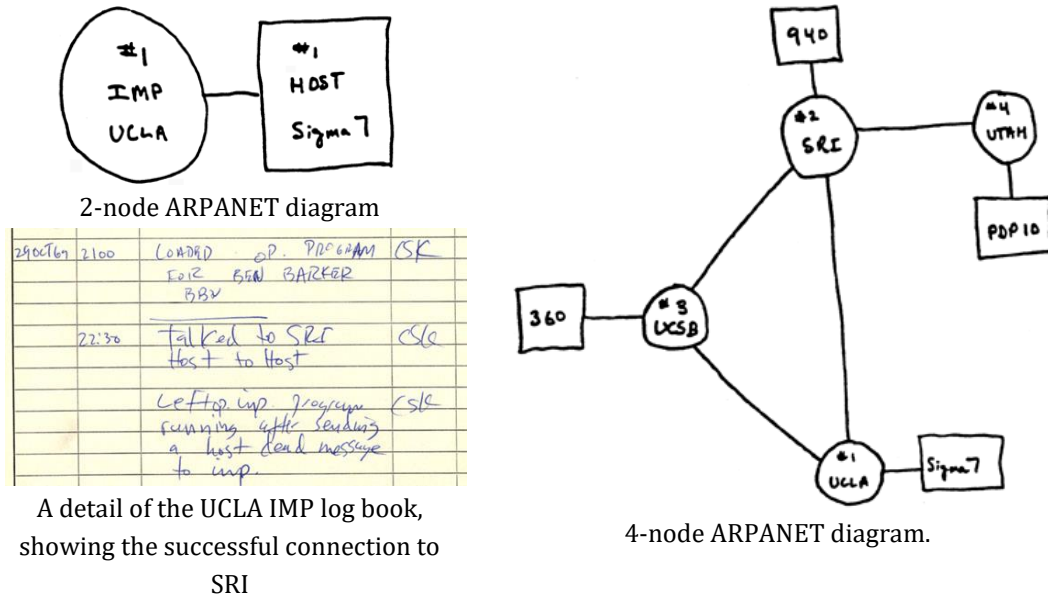 #1
IMP
UCLA
#1
HOST
Sigma 7
2-node ARPANET diagram
29OCT69 2100 LOADED OP. PROGRAM CSK
FOR BEN BARKER
BBN
22:30 Talked to SRI CSK
Host to Host
Left op. imp. program CSK
running after sending
a host dead message
to imp.
A detail of the UCLA IMP log book,
showing the successful connection to
SRI
940
#2
SRI
#4
UTAH
PDP 10
360
#3
UCSB
#1
UCLA
Sigma 7
4-node ARPANET diagram.